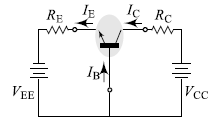 R_E I_E I_C R_C
I_B
V_EE V_CC